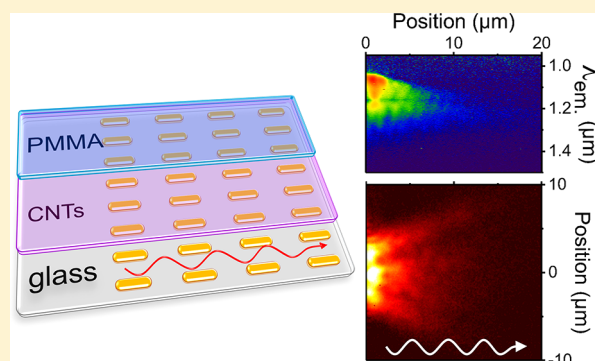 Position (µm)
0 10 20
1.0
1.2
1.4
λem. (µm)
PMMA
CNTs
glass
10
0
-10
Position (µm)